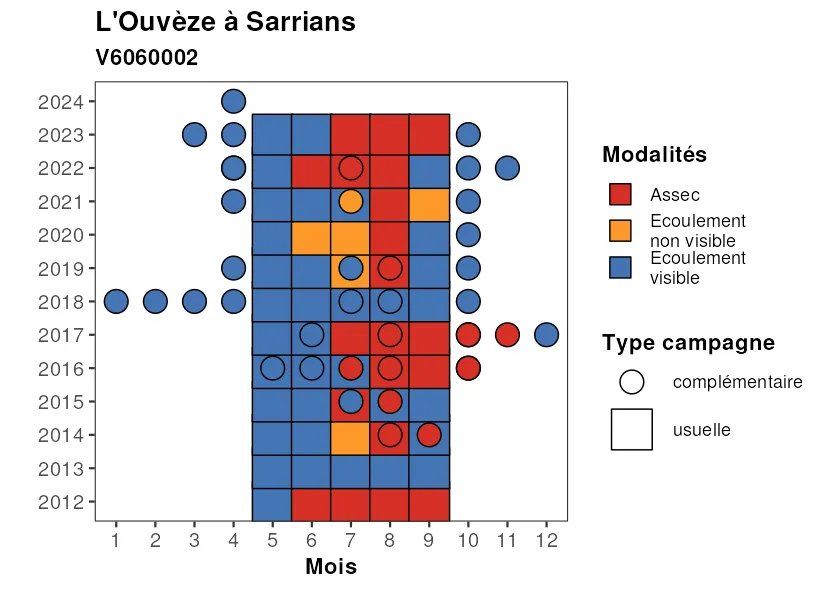 L'Ouvèze à Sarrians
V6060002
2024
2023
2022
2021
2020
2019
2018
2017
2016
2015
2014
2013
2012
1 2 3 4 5 6 7 8 9 10 11 12
Mois
Modalités
Assec
Ecoulement
non visible
Ecoulement
visible
Type campagne
complémentaire
usuelle